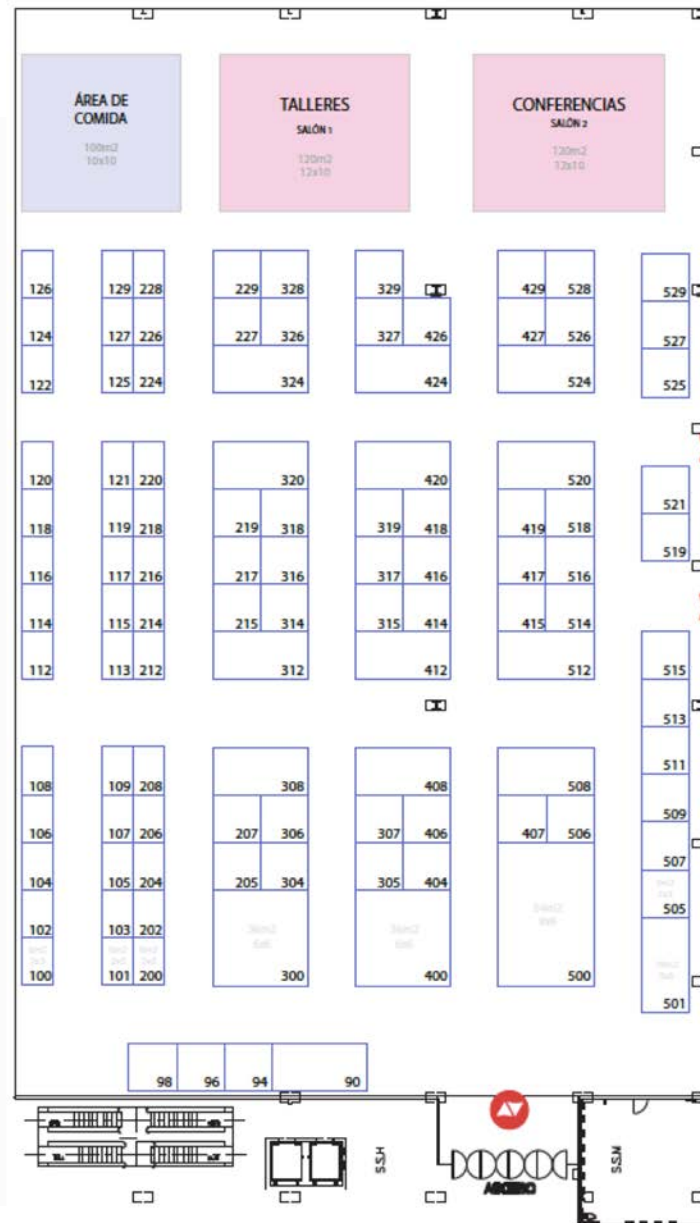 ÁREA DE
COMIDA
100m2
10x10
TALLERES
SALÓN 1
120m2
12x10
CONFERENCIAS
SALÓN 2
120m2
12x10
126 129 228 229 328 329 429 528 529
124 127 226 227 326 327 426 427 526 527
122 125 224 324 424 524 525
120 121 220 320 420 520 521
118 119 218 219 318 319 418 419 518 519
116 117 216 217 316 317 416 417 516
114 115 214 215 314 315 414 415 514 515
112 113 212 312 412 512 513
108 109 208 308 408 508 511
106 107 206 207 306 307 406 407 506 509
104 105 204 205 304 305 404 507
102 103 202 505
36m2
6x6
36m2
6x6
54m2
100 101 200 300 400 500 501
98 96 94 90
S.S.H
S.S.N